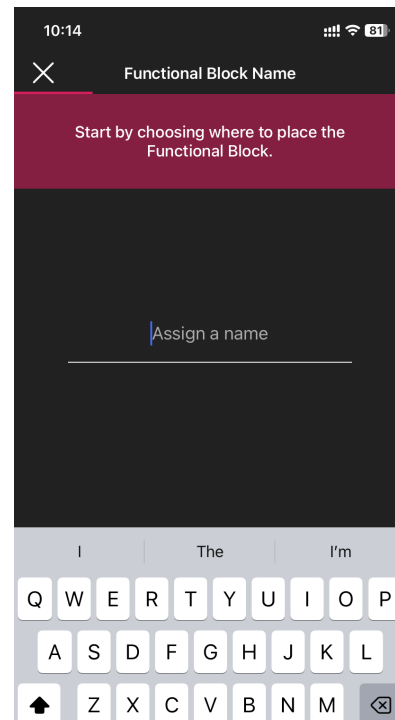 10:14
81
Functional Block Name
Start by choosing where to place the
Functional Block.
Assign a name
I The I'm
Q W E R T Y U I O P
A S D F G H J K L
Z X C V B N M